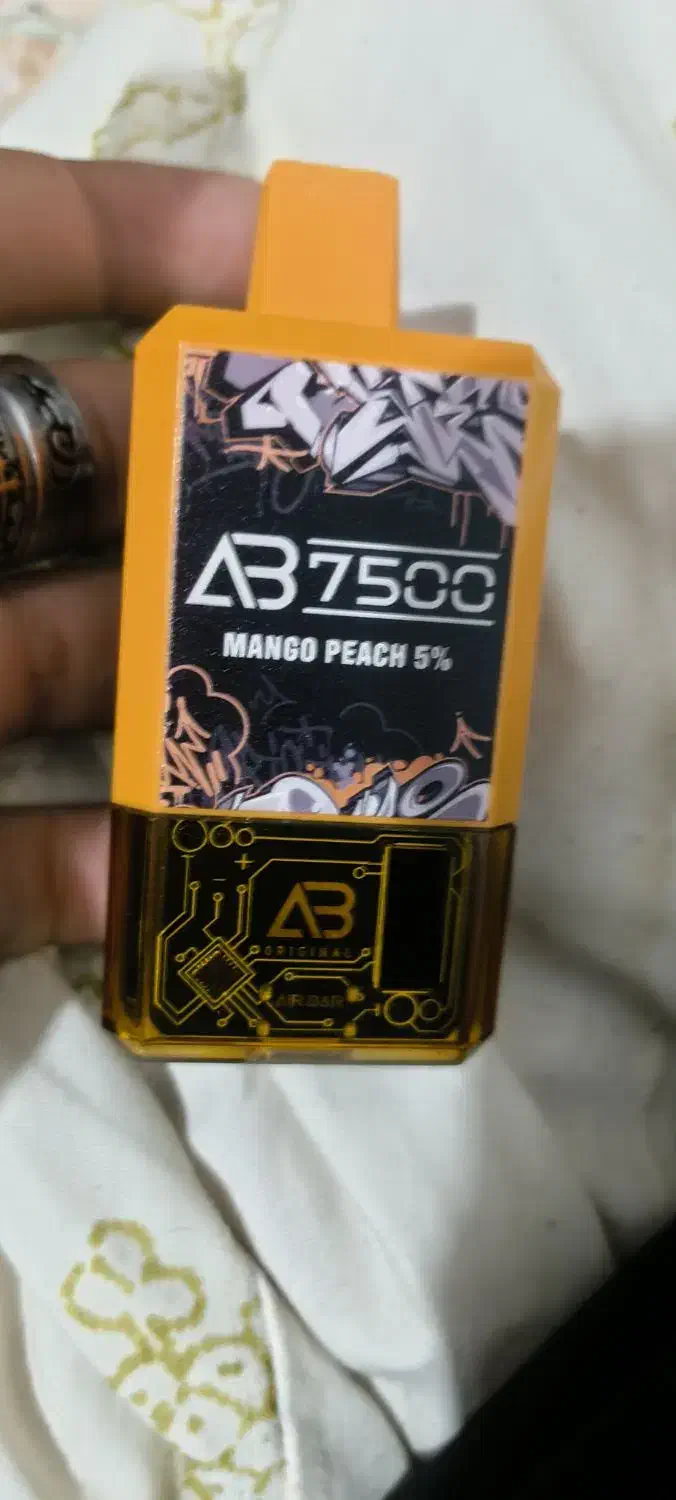 AB 7500
MANGO PEACH 5%
AB
ORIGINAL
AIR BAR